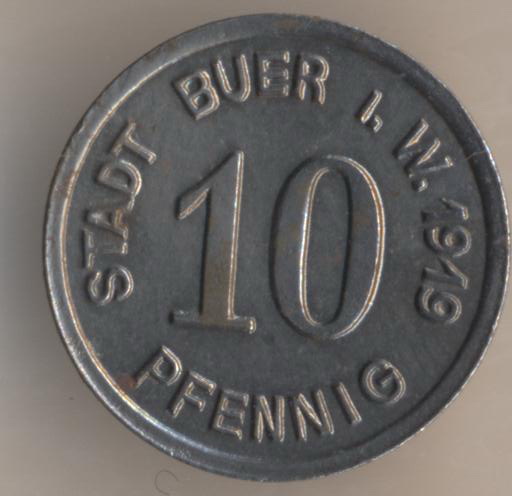 STADT BUER I. W. 1919
10
PFENNIG